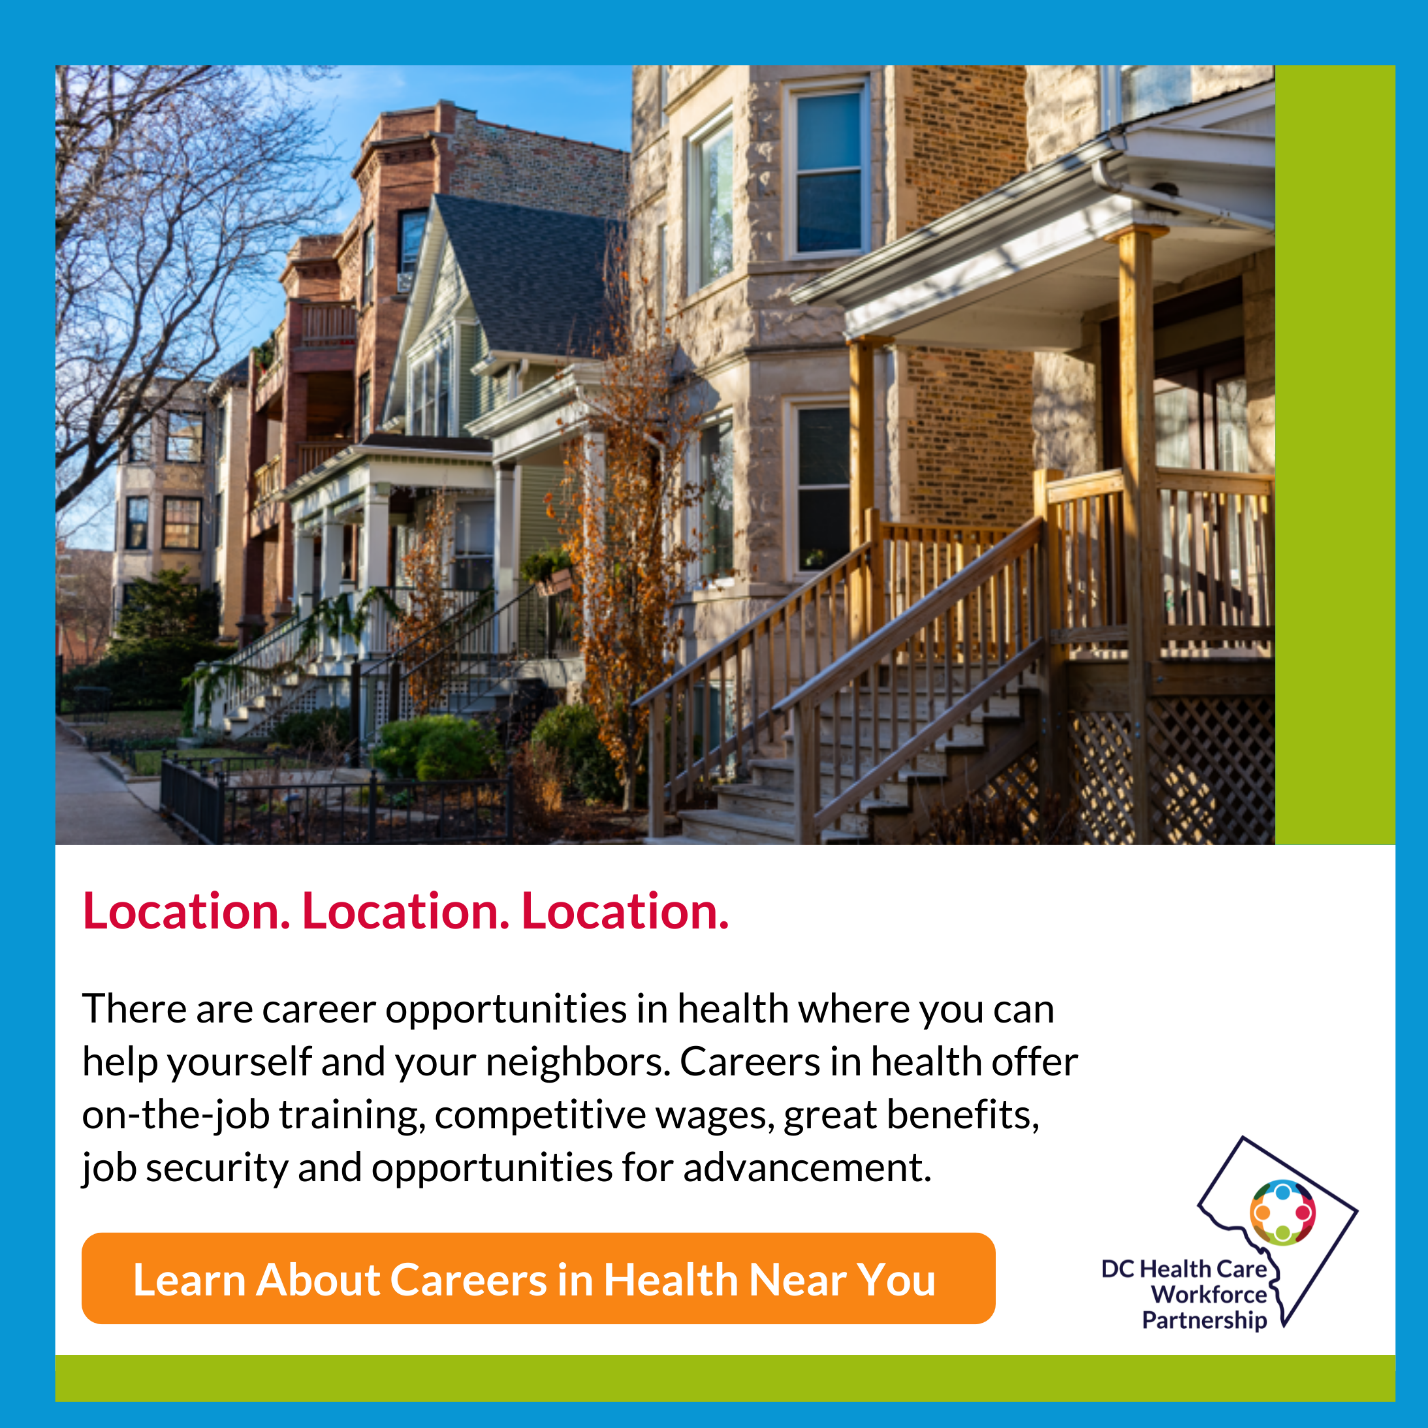 Location. Location. Location.
There are career opportunities in health where you can
help yourself and your neighbors. Careers in health offer
on-the-job training, competitive wages, great benefits,
job security and opportunities for advancement.
Learn About Careers in Health Near You
DC Health Care
Workforce
Partnership